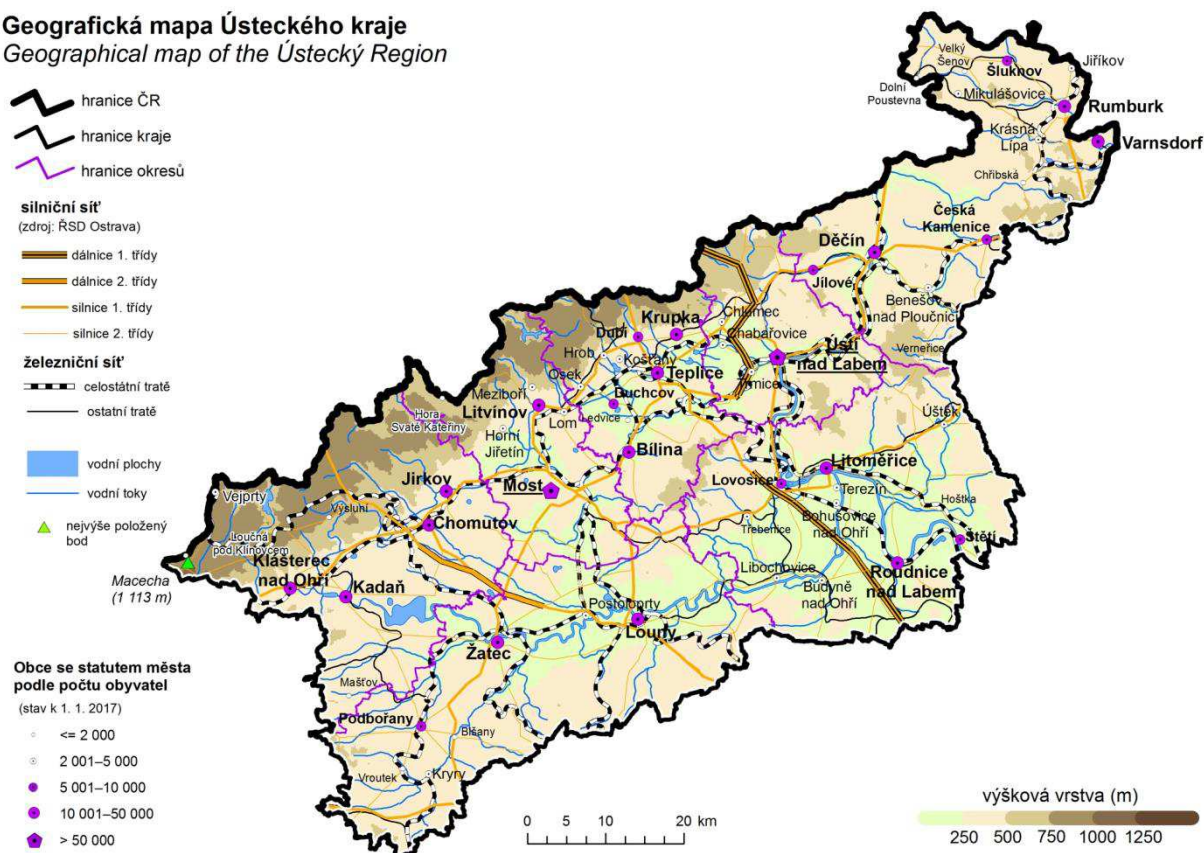 Geografická mapa Ústeckého kraje
Geographical map of the Ústecký Region
hranice ČR
hranice kraje
hranice okresů
silniční síť
(zdroj: ŘSD Ostrava)
dálnice 1. třídy
dálnice 2. třídy
silnice 1. třídy
silnice 2. třídy
železniční síť
celostátní tratě
ostatní tratě
vodní plochy
vodní toky
nejvýše položený
bod
Macecha
(1 113 m)
Obce se statutem města
podle počtu obyvatel
(stav k 1. 1. 2017)
<= 2 000
2 001–5 000
5 001–10 000
10 001–50 000
> 50 000
Velký
Šenov
Šluknov
Jiříkov
Dolní
Poustevna
Mikulášovice
Rumburk
Krásná
Lípa
Varnsdorf
Chřibská
Česká
Kamenice
Děčín
Jílové
Benešov
nad Ploučnicí
Verneřice
Chlumec
Krupka
Chabařovice
Dubí
Ústí
nad Labem
Hrob
Košťany
Teplice
Trmice
Osek
Meziboří
Duchcov
Litvínov
Ledvice
Lom
Hora
Svaté Kateřiny
Horní
Jiřetín
Bílina
Úštěk
Litoměřice
Most
Lovosice
Terezín
Jirkov
Hoštka
Vejprty
Výsluní
Bohušovice
nad Ohří
Chomutov
Třebenice
Štětí
Loučná
pod Klínovcem
Klášterec
nad Ohří
Libochovice
Roudnice
nad Labem
Kadaň
Budyně
nad Ohří
Postoloprty
Louny
Žatec
Mašťov
Podbořany
Blšany
Vroutek
Kryry
0 5 10 20 km
výšková vrstva (m)
250 500 750 1000 1250